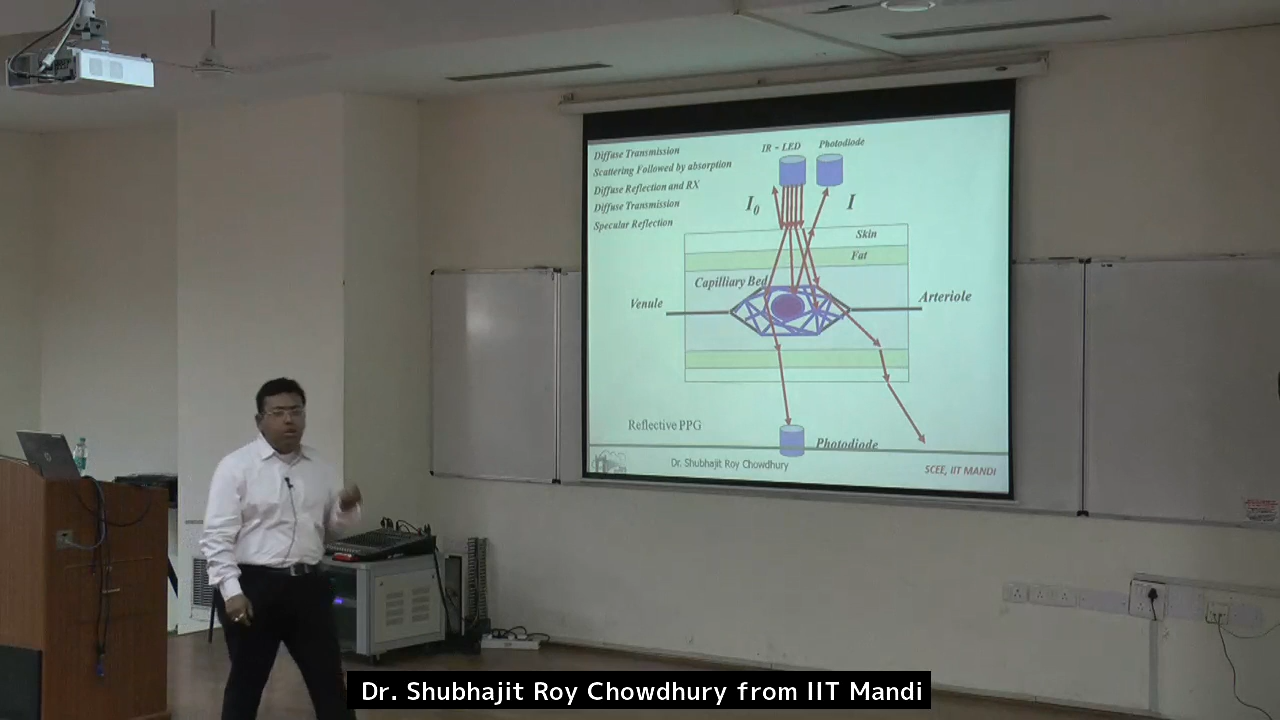 Diffuse Transmission
Scattering Followed by absorption
Diffuse Reflection and RX
Diffuse Transmission
Specular Reflection
IR - LED
Photodiode
I0
I
Skin
Fat
Capilliary Bed
Venule
Arteriole
Reflective PPG
Photodiode
Dr. Shubhajit Roy Chowdhury
SCEE, IIT MANDI
Dr. Shubhajit Roy Chowdhury from IIT Mandi